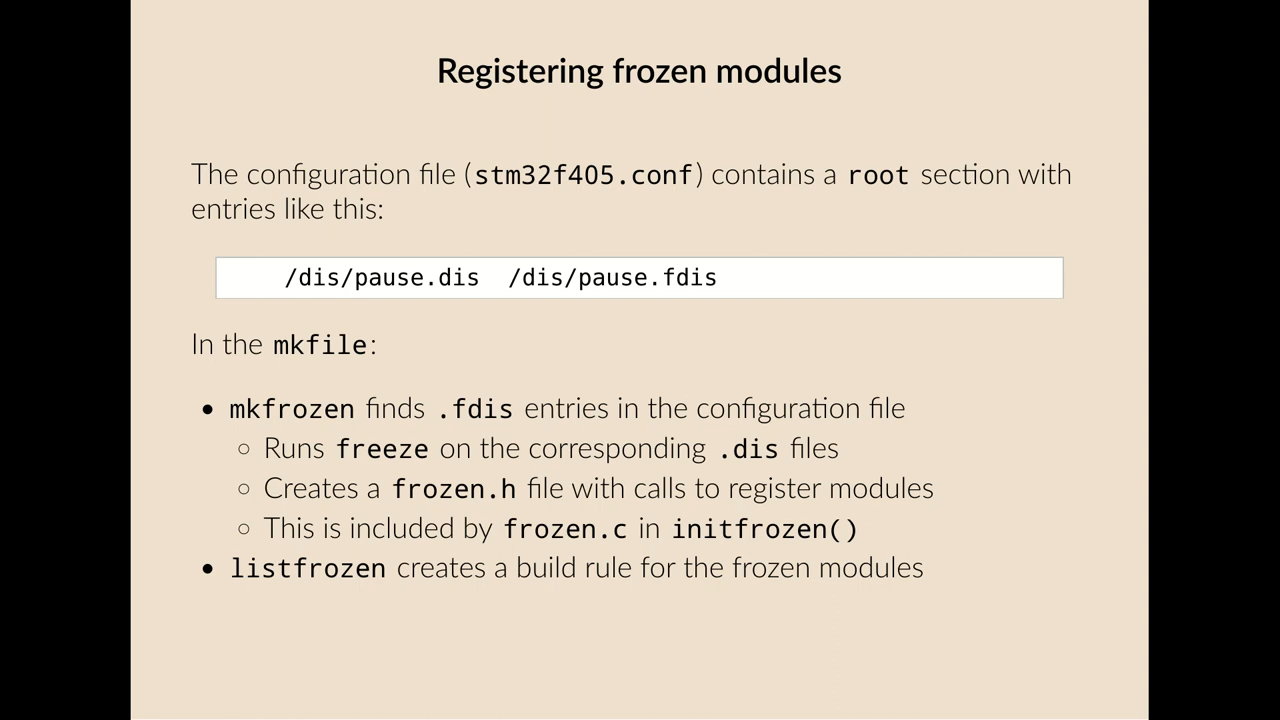 Registering frozen modules
The configuration file (stm32f405.conf) contains a root section with
entries like this:
/dis/pause.dis  /dis/pause.fdis
In the mkfile:
• mkfrozen finds .fdis entries in the configuration file
○ Runs freeze on the corresponding .dis files
○ Creates a frozen.h file with calls to register modules
○ This is included by frozen.c in initfrozen()
• listfrozen creates a build rule for the frozen modules